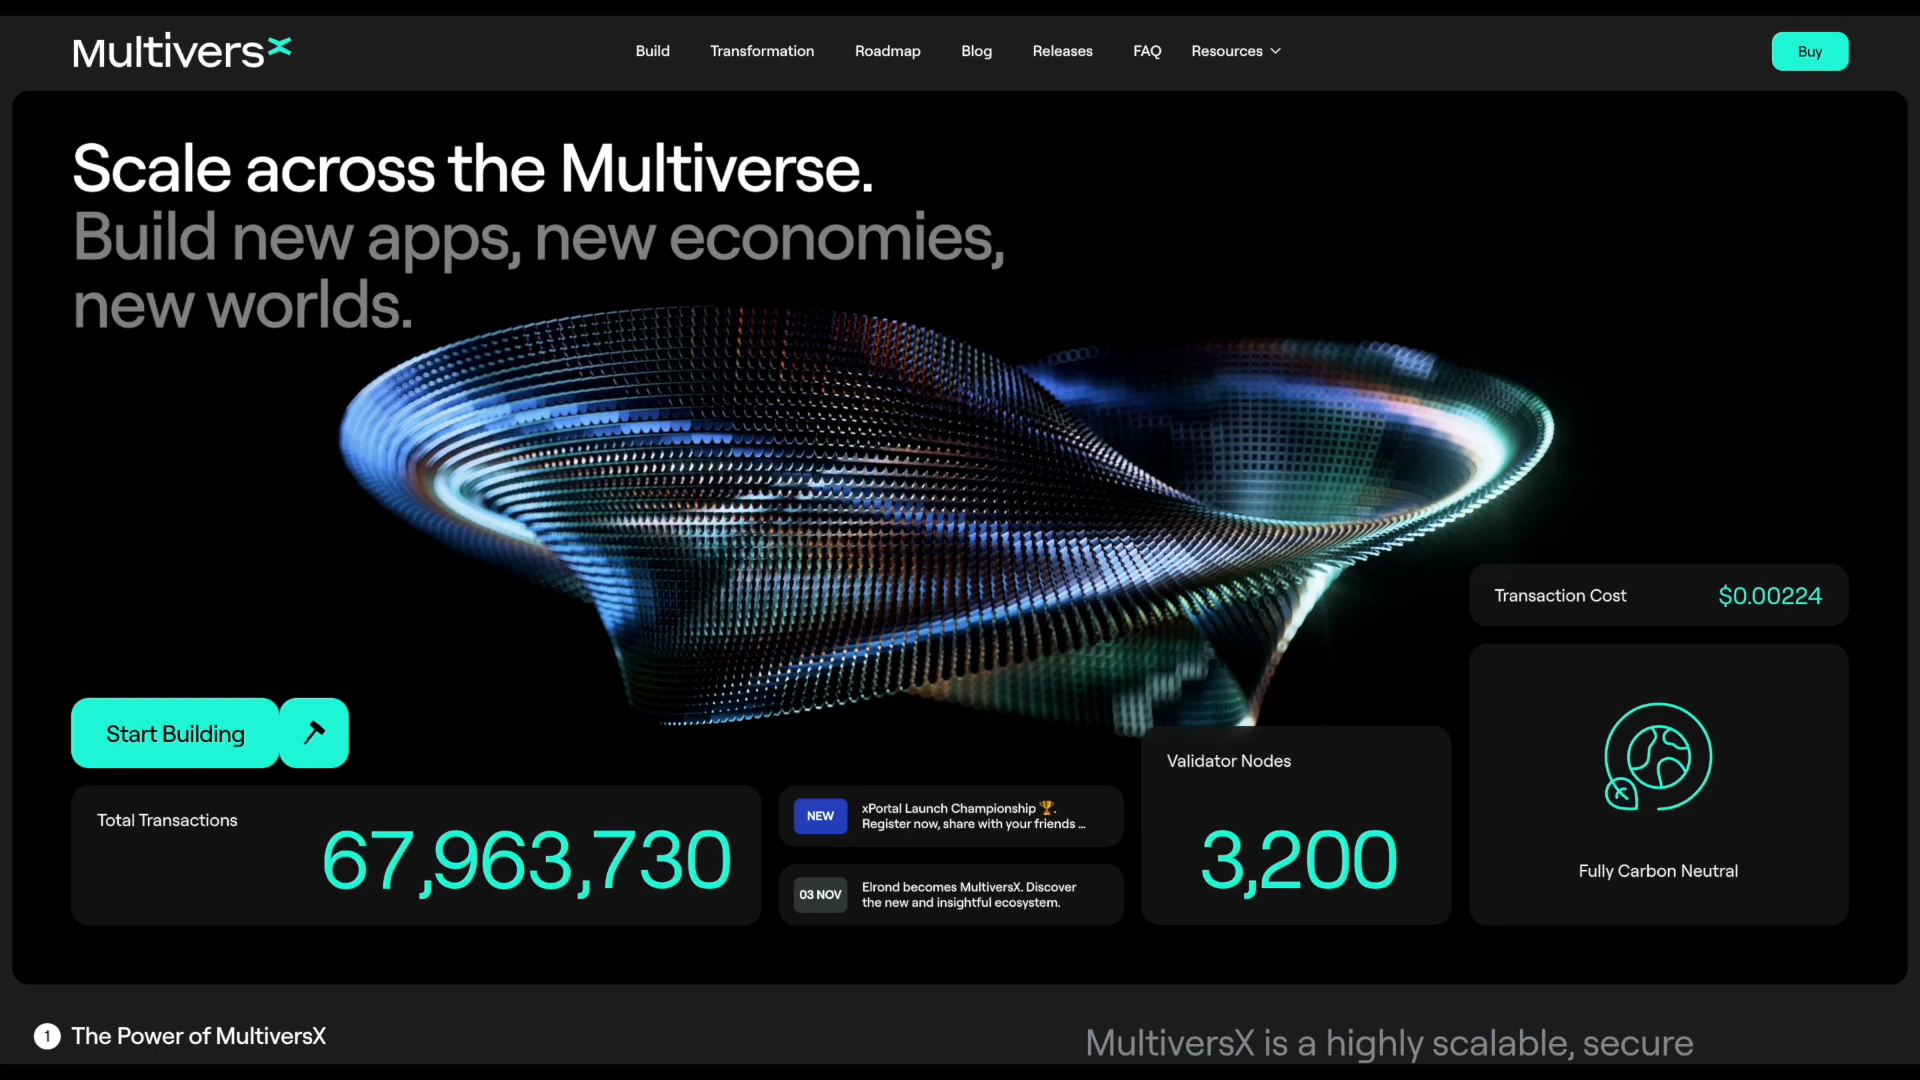 MultiversX
Build
Transformation
Roadmap
Blog
Releases
FAQ
Resources
Buy
Scale across the Multiverse.
Build new apps, new economies,
new worlds.
Transaction Cost
$0.00224
Start Building
Total Transactions
67,963,730
NEW
xPortal Launch Championship 🏆.
Register now, share with your friends ...
03 NOV
Elrond becomes MultiversX. Discover
the new and insightful ecosystem.
Validator Nodes
3,200
Fully Carbon Neutral
1 The Power of MultiversX
MultiversX is a highly scalable, secure